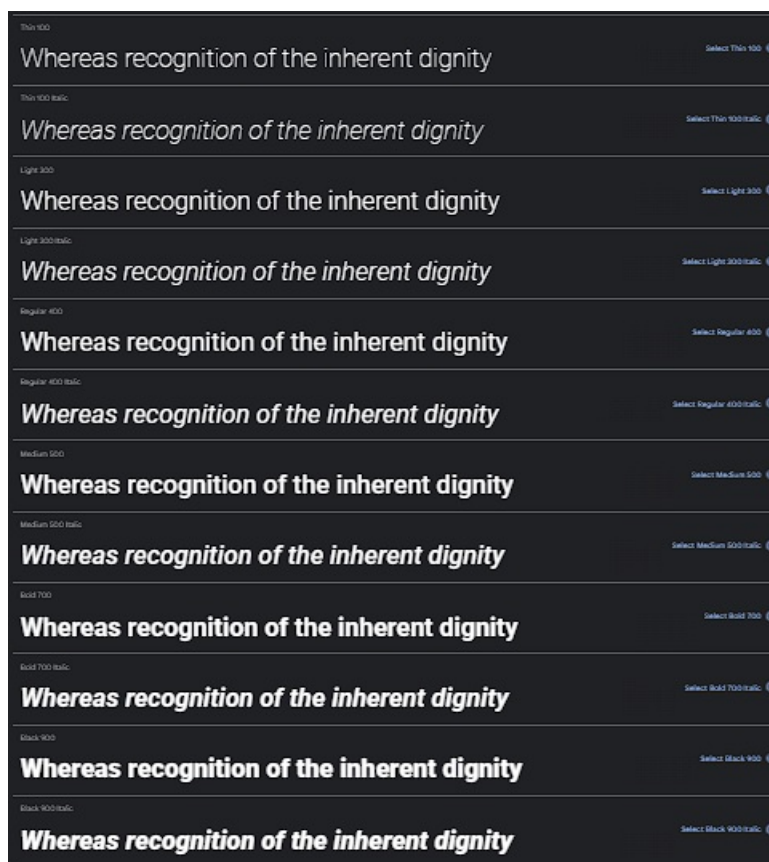 Thin 100
Whereas recognition of the inherent dignity
Select Thin 100
Thin 100 Italic
Whereas recognition of the inherent dignity
Select Thin 100 Italic
Light 300
Whereas recognition of the inherent dignity
Select Light 300
Light 300 Italic
Whereas recognition of the inherent dignity
Select Light 300 Italic
Regular 400
Whereas recognition of the inherent dignity
Select Regular 400
Regular 400 Italic
Whereas recognition of the inherent dignity
Select Regular 400 Italic
Medium 500
Whereas recognition of the inherent dignity
Select Medium 500
Medium 500 Italic
Whereas recognition of the inherent dignity
Select Medium 500 Italic
Bold 700
Whereas recognition of the inherent dignity
Select Bold 700
Bold 700 Italic
Whereas recognition of the inherent dignity
Select Bold 700 Italic
Black 900
Whereas recognition of the inherent dignity
Select Black 900
Black 900 Italic
Whereas recognition of the inherent dignity
Select Black 900 Italic